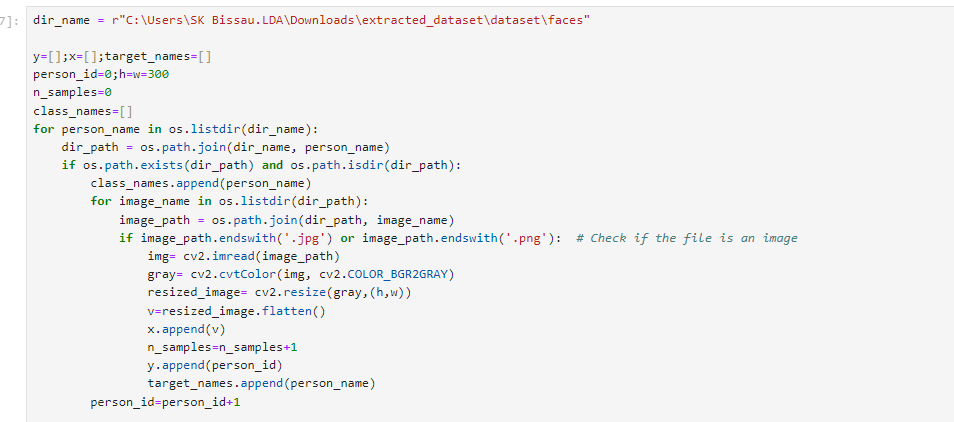 7]:
dir_name = r"C:\Users\SK Bissau.LDA\Downloads\extracted_dataset\dataset\faces"
y=[];x=[];target_names=[]
person_id=0;h=w=300
n_samples=0
class_names=[]
for person_name in os.listdir(dir_name):
    dir_path = os.path.join(dir_name, person_name)
    if os.path.exists(dir_path) and os.path.isdir(dir_path):
        class_names.append(person_name)
        for image_name in os.listdir(dir_path):
            image_path = os.path.join(dir_path, image_name)
            if image_path.endswith('.jpg') or image_path.endswith('.png'):  # Check if the file is an image
                img= cv2.imread(image_path)
                gray= cv2.cvtColor(img, cv2.COLOR_BGR2GRAY)
                resized_image= cv2.resize(gray,(h,w))
                v=resized_image.flatten()
                x.append(v)
                n_samples=n_samples+1
                y.append(person_id)
                target_names.append(person_name)
        person_id=person_id+1